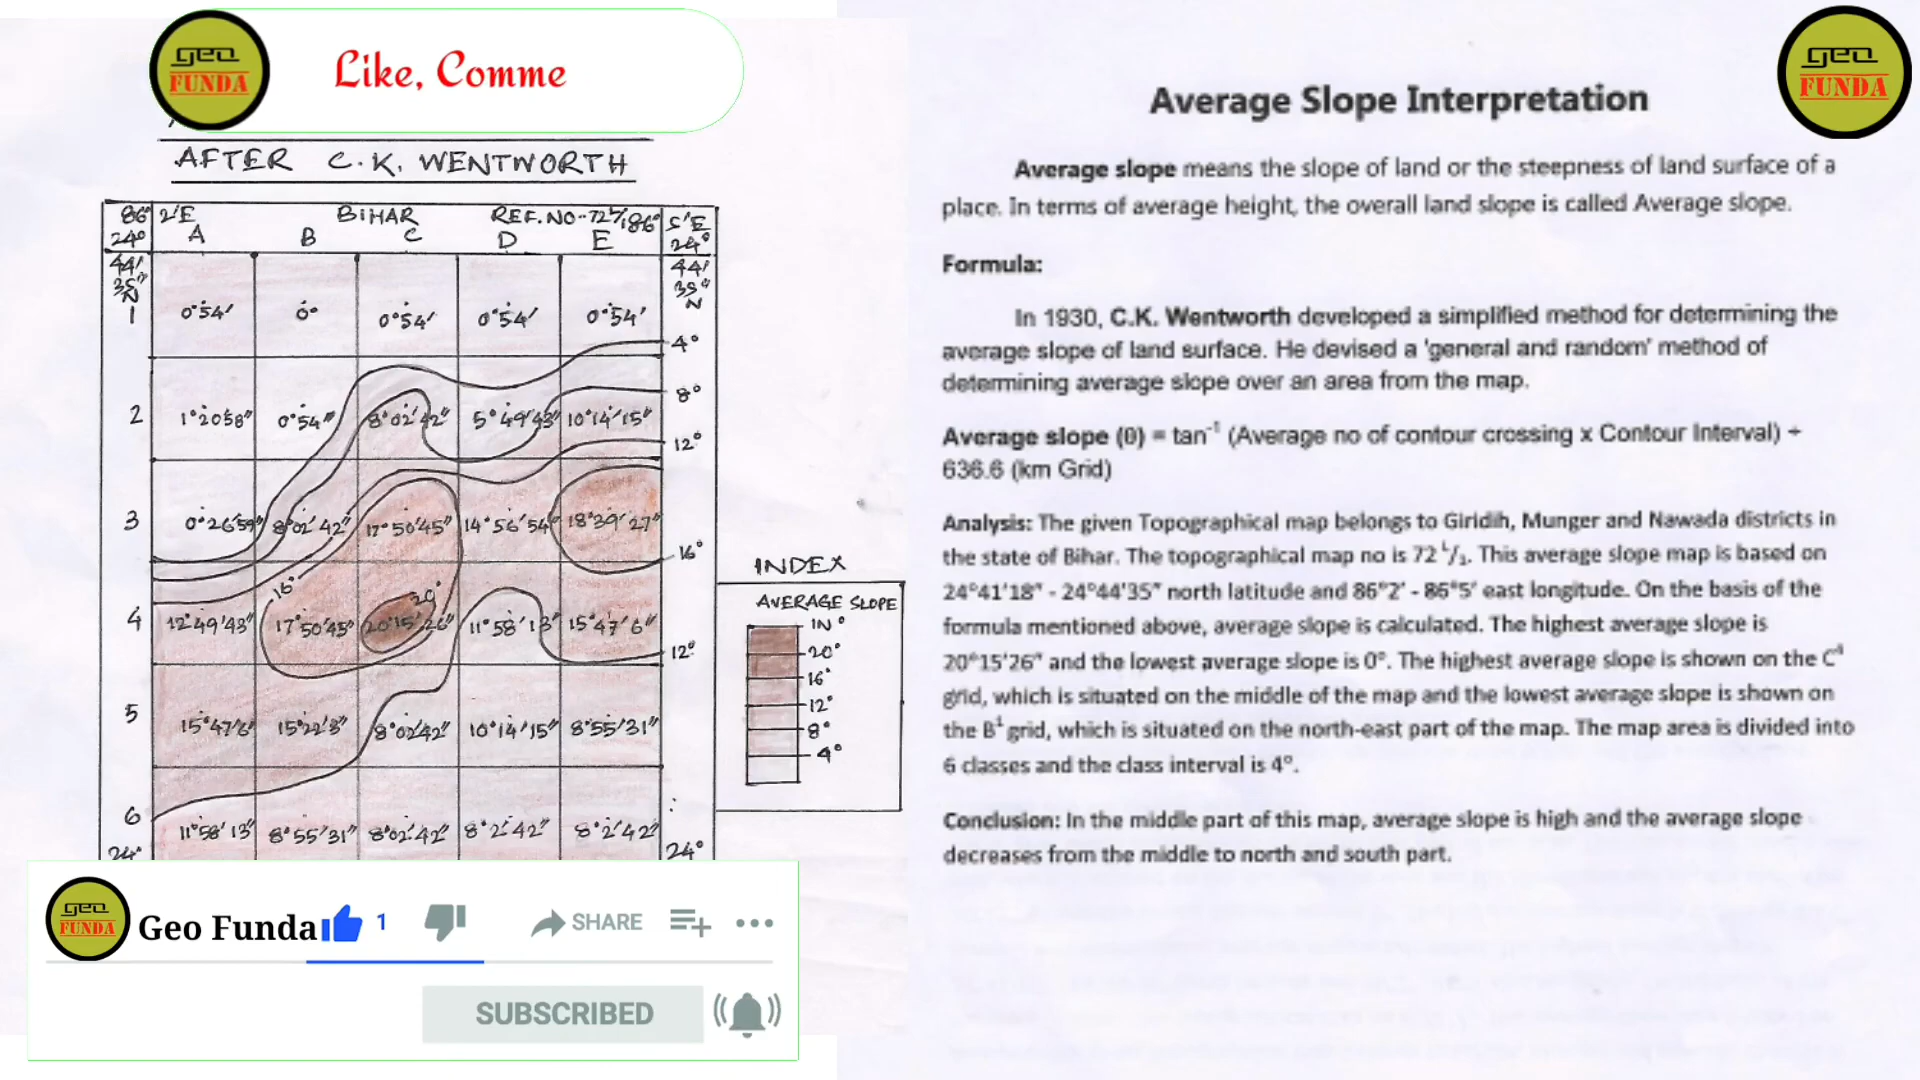 geo
FUNDA
Like, Comme
AFTER C.K. WENTWORTH
86° 2'E BIHAR REF. NO-72L/1 86° 5'E
24° A B C D E 24°
44' 44'
35" 35"
N N
1 0°54' 0° 0°54' 0°54' 0°54'
4°
8°
2 1°20'58" 0°54' 8°02'42" 5°49'43" 10°14'15"
12°
3 0°26'59" 8°02'42" 17°50'45" 14°56'54" 18°39'27"
16°
16° 20°
4 12°49'43" 17°50'45" 20°15'26" 11°58'13" 15°47'6"
12°
5 15°47'6" 15°22'3" 8°02'42" 10°14'15" 8°55'31"
6 11°58'13" 8°55'31" 8°02'42" 8°2'42" 8°2'42"
24° 24°
INDEX
AVERAGE SLOPE
IN°
20°
16°
12°
8°
4°
geo
FUNDA
Geo Funda 1 SHARE
SUBSCRIBED
geo
FUNDA
Average Slope Interpretation
Average slope means the slope of land or the steepness of land surface of a
place. In terms of average height, the overall land slope is called Average slope.
Formula:
In 1930, C.K. Wentworth developed a simplified method for determining the
average slope of land surface. He devised a 'general and random' method of
determining average slope over an area from the map.
Average slope (θ) = tan⁻¹ (Average no of contour crossing x Contour Interval) ÷
636.6 (km Grid)
Analysis: The given Topographical map belongs to Giridih, Munger and Nawada districts in
the state of Bihar. The topographical map no is 72 L/1. This average slope map is based on
24°41'18" - 24°44'35" north latitude and 86°2' - 86°5' east longitude. On the basis of the
formula mentioned above, average slope is calculated. The highest average slope is
20°15'26" and the lowest average slope is 0°. The highest average slope is shown on the C⁴
grid, which is situated on the middle of the map and the lowest average slope is shown on
the B¹ grid, which is situated on the north-east part of the map. The map area is divided into
6 classes and the class interval is 4°.
Conclusion: In the middle part of this map, average slope is high and the average slope
decreases from the middle to north and south part.